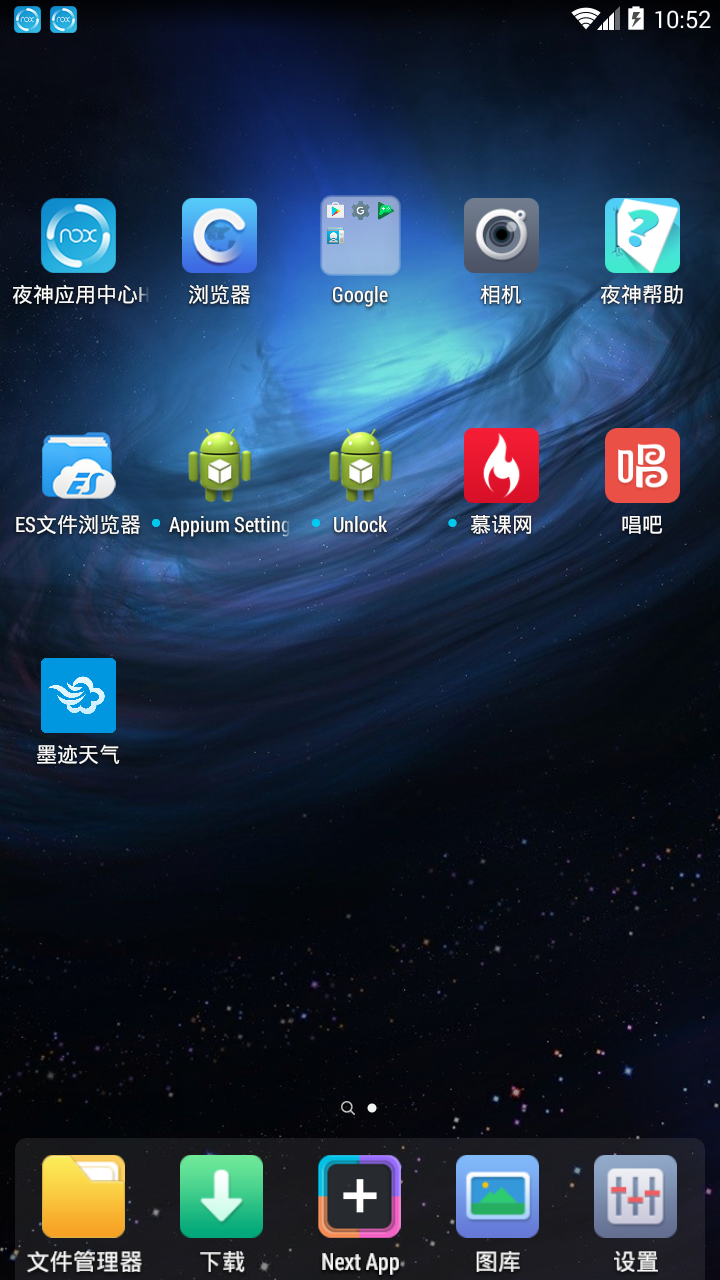 10:52
夜神应用中心H
浏览器
Google
相机
夜神帮助
ES文件浏览器
Appium Setting
Unlock
慕课网
唱吧
墨迹天气
文件管理器
下载
Next App
图库
设置
nox
ES
唱